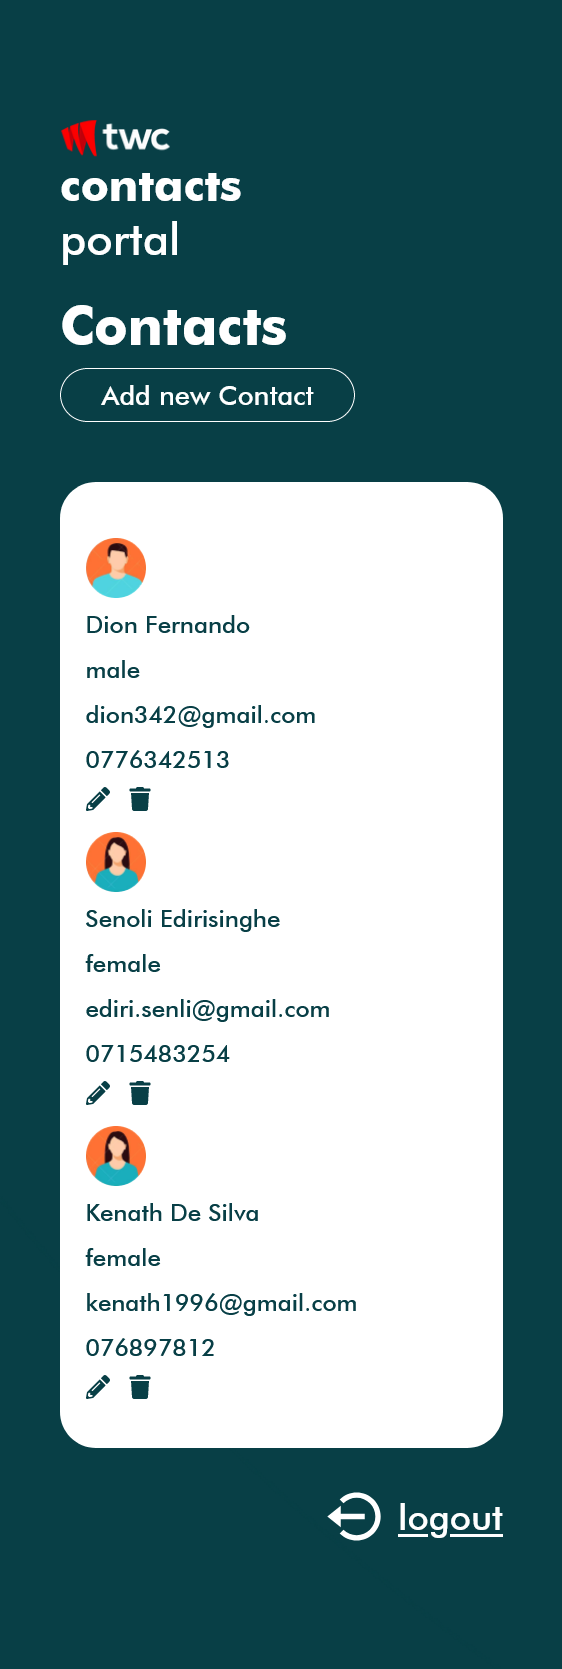 twc
contacts
portal
Contacts
Add new Contact
Dion Fernando
male
dion342@gmail.com
0776342513
Senoli Edirisinghe
female
ediri.senli@gmail.com
0715483254
Kenath De Silva
female
kenath1996@gmail.com
076897812
logout